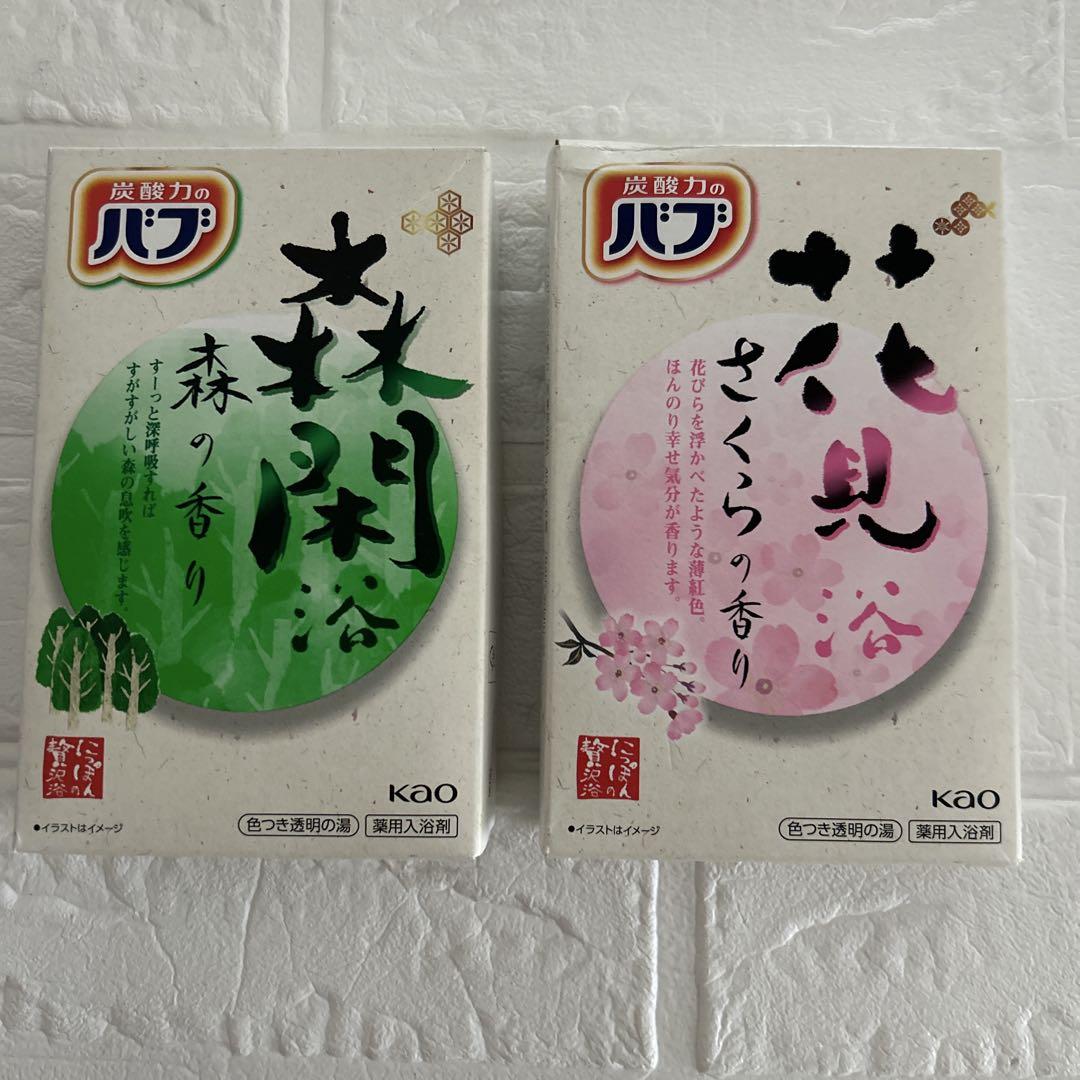 炭酸力の
バブ
森閑
浴
森の香り
すーっと深呼吸すれば
すがすがしい森の息吹を感じます。
にっぽんの
贅沢浴
●イラストはイメージ
Kao
色つき透明の湯
薬用入浴剤
炭酸力の
バブ
花見
浴
さくらの香り
花びらを浮かべたような薄紅色。
ほんのり幸せ気分が香ります。
にっぽんの
贅沢浴
●イラストはイメージ
Kao
色つき透明の湯
薬用入浴剤